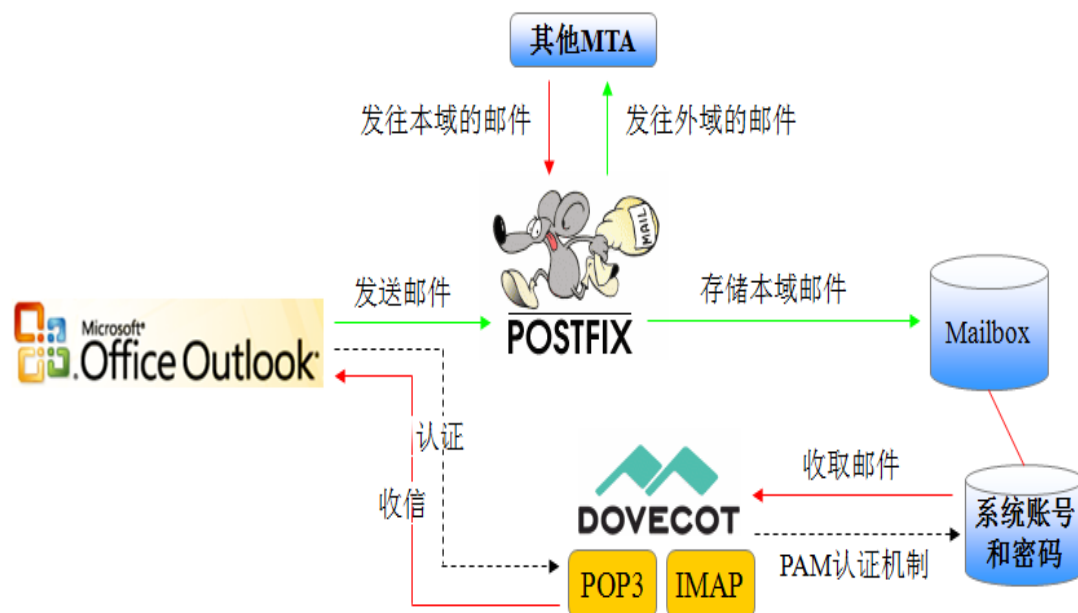 其他MTA
发往本域的邮件
发往外域的邮件
MAIL
发送邮件
POSTFIX
存储本域邮件
Mailbox
Microsoft®
Office Outlook
认证
收信
DOVECOT
POP3
IMAP
收取邮件
PAM认证机制
系统账号
和密码